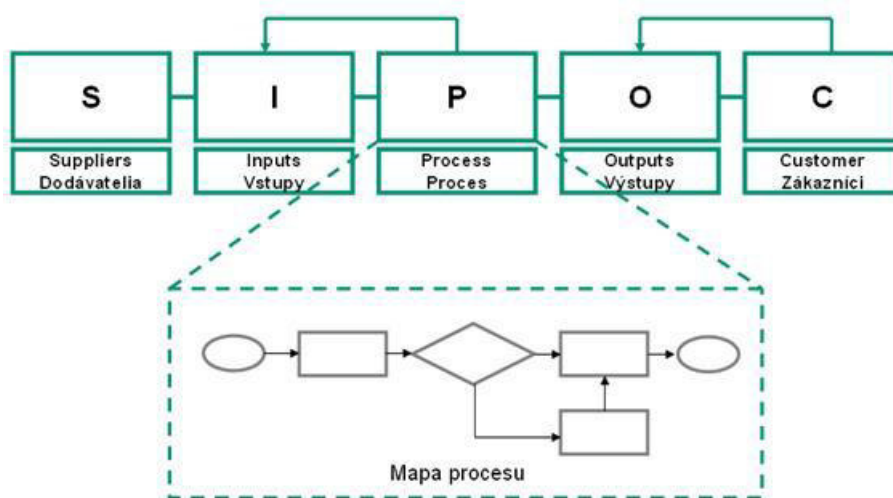 S
I
P
O
C
Suppliers
Dodávatelia
Inputs
Vstupy
Process
Proces
Outputs
Výstupy
Customer
Zákazníci
Mapa procesu